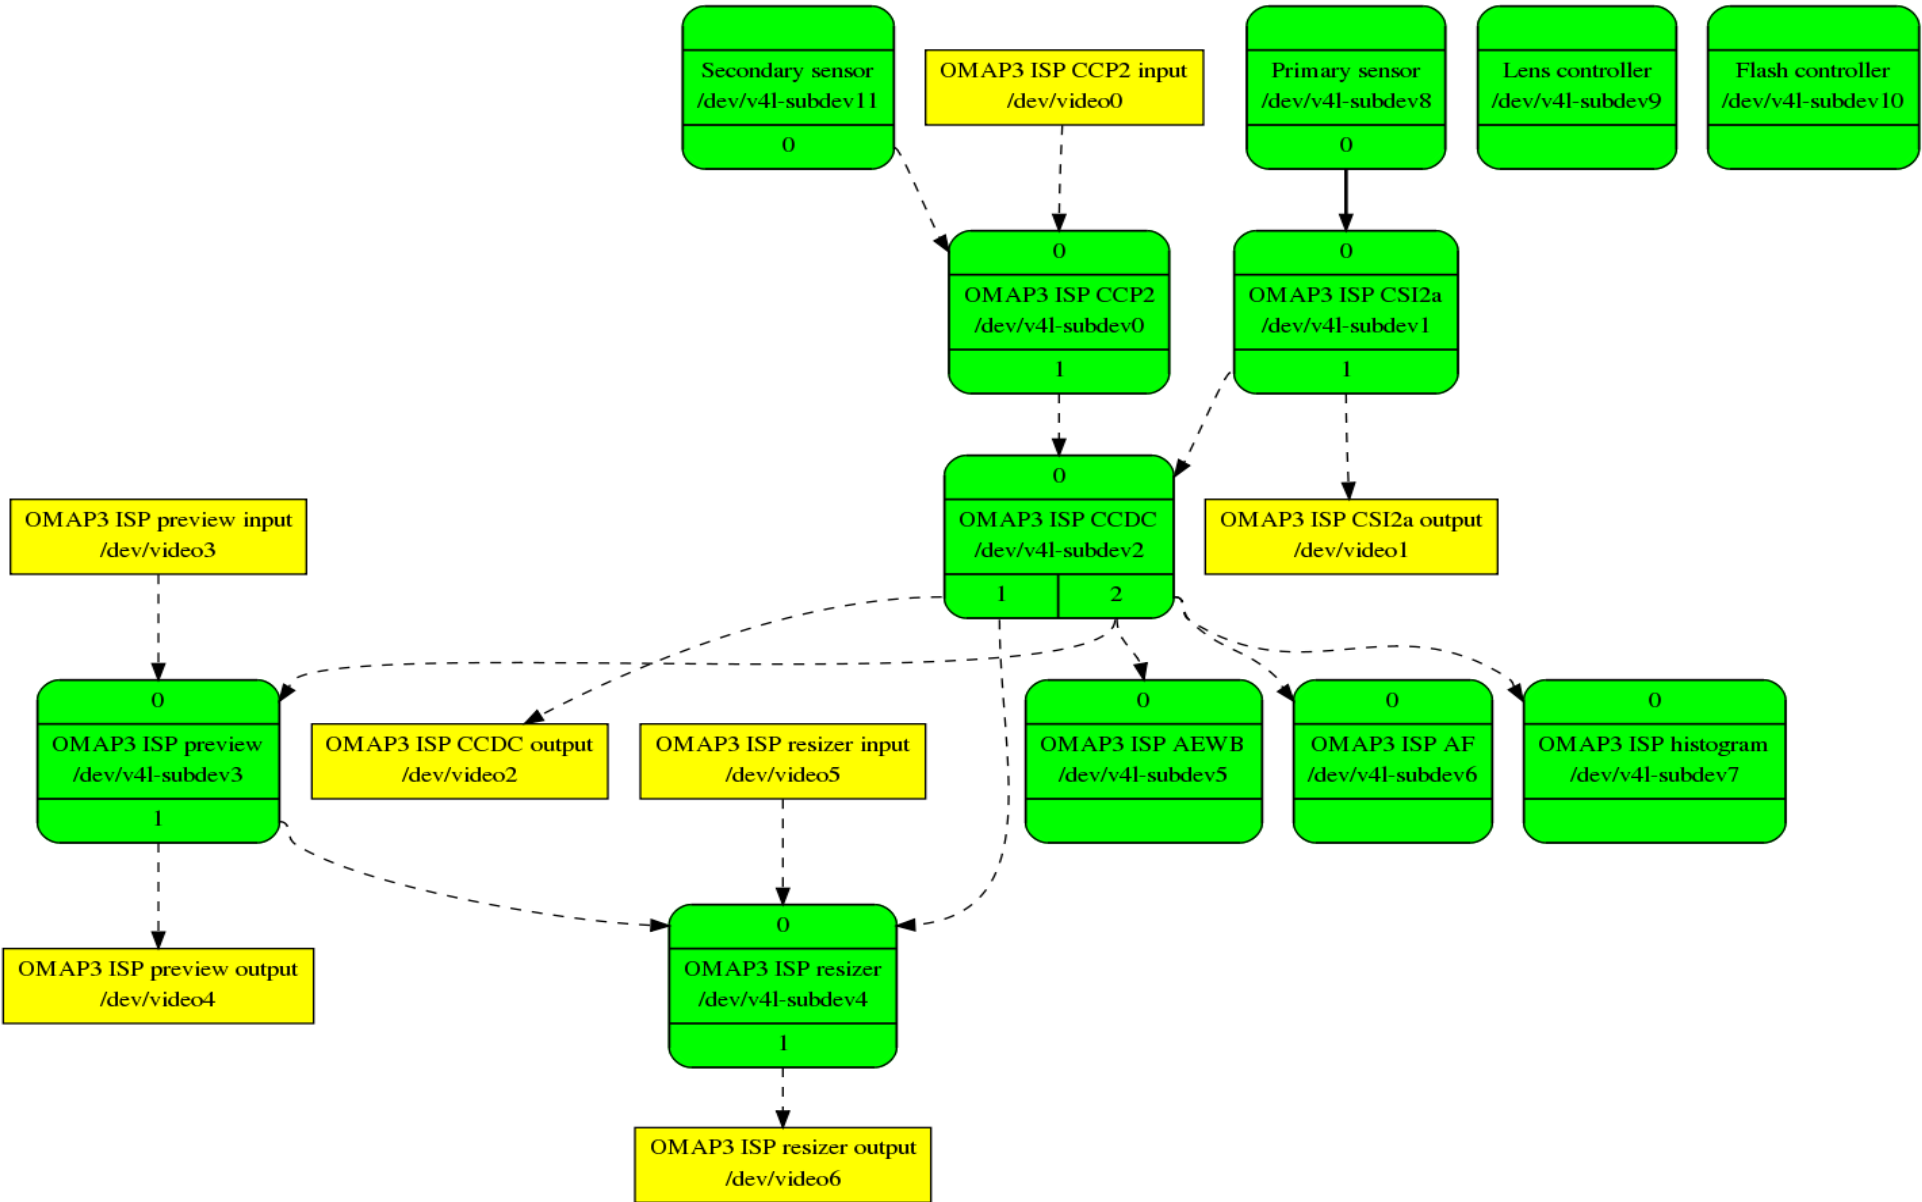 Secondary sensor
/dev/v4l-subdev11
0
OMAP3 ISP CCP2 input
/dev/video0
Primary sensor
/dev/v4l-subdev8
0
Lens controller
/dev/v4l-subdev9
Flash controller
/dev/v4l-subdev10
0
OMAP3 ISP CCP2
/dev/v4l-subdev0
1
0
OMAP3 ISP CSI2a
/dev/v4l-subdev1
1
0
OMAP3 ISP CCDC
/dev/v4l-subdev2
1 2
OMAP3 ISP CSI2a output
/dev/video1
OMAP3 ISP preview input
/dev/video3
0
OMAP3 ISP preview
/dev/v4l-subdev3
1
OMAP3 ISP CCDC output
/dev/video2
OMAP3 ISP resizer input
/dev/video5
0
OMAP3 ISP AEWB
/dev/v4l-subdev5
0
OMAP3 ISP AF
/dev/v4l-subdev6
0
OMAP3 ISP histogram
/dev/v4l-subdev7
OMAP3 ISP preview output
/dev/video4
0
OMAP3 ISP resizer
/dev/v4l-subdev4
1
OMAP3 ISP resizer output
/dev/video6